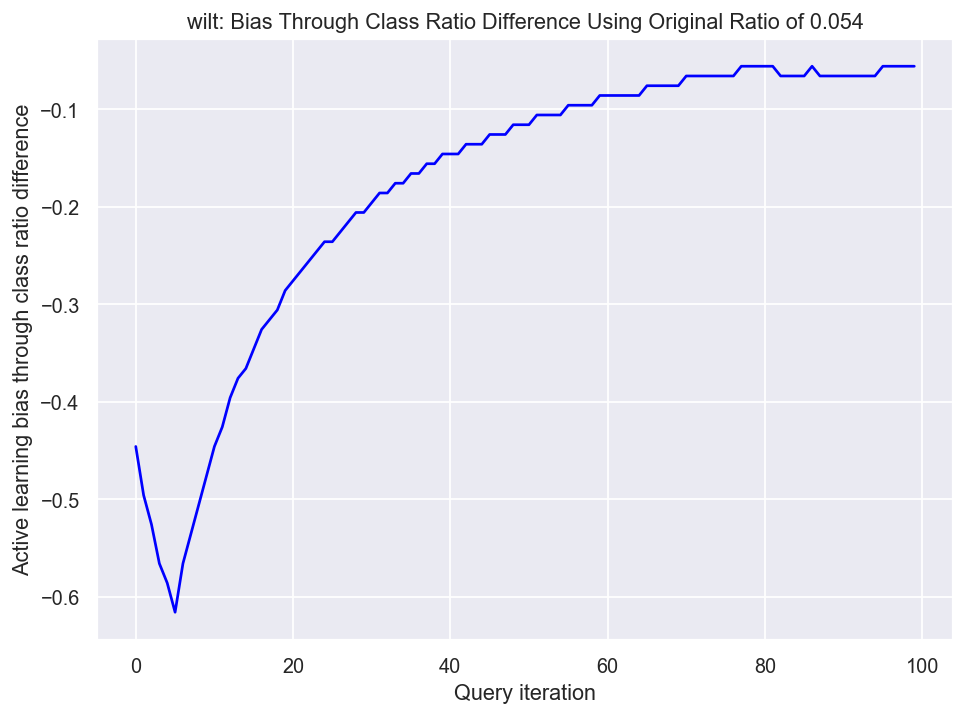 wilt: Bias Through Class Ratio Difference Using Original Ratio of 0.054
Active learning bias through class ratio difference
−0.1
−0.2
−0.3
−0.4
−0.5
−0.6
0 20 40 60 80 100
Query iteration